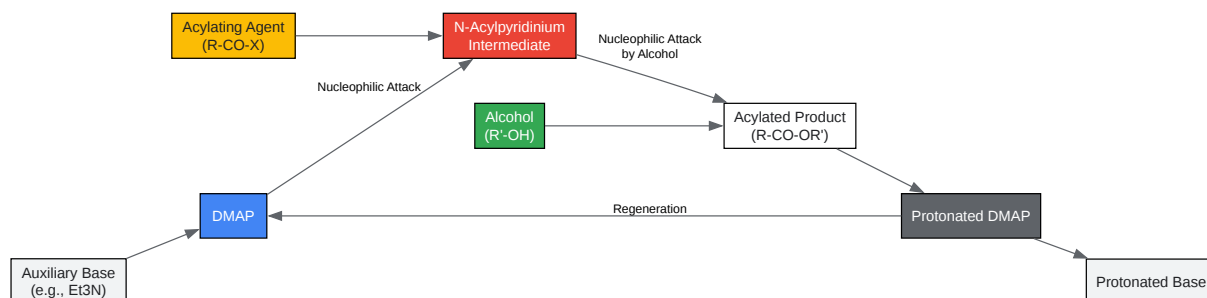 Acylating Agent
(R-CO-X)
N-Acylpyridinium
Intermediate
Nucleophilic Attack
by Alcohol
Nucleophilic Attack
Alcohol
(R'-OH)
Acylated Product
(R-CO-OR')
DMAP
Regeneration
Protonated DMAP
Auxiliary Base
(e.g., Et3N)
Protonated Base